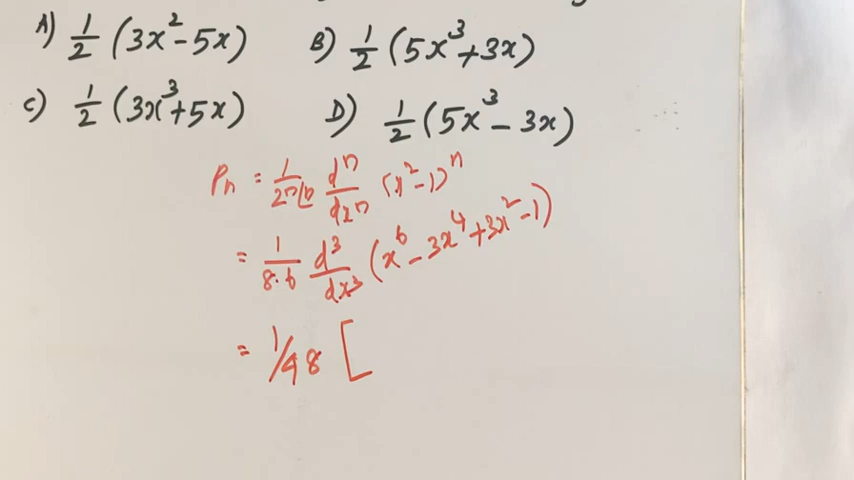 A) 1/2 (3x² - 5x) B) 1/2 (5x³ + 3x)
C) 1/2 (3x³ + 5x) D) 1/2 (5x³ - 3x)
Pn = 1/(2ⁿ⌊n) dⁿ/dxⁿ (x² - 1)ⁿ
= 1/(8·6) d³/dx³ (x⁶ - 3x⁴ + 3x² - 1)
= 1/48 [